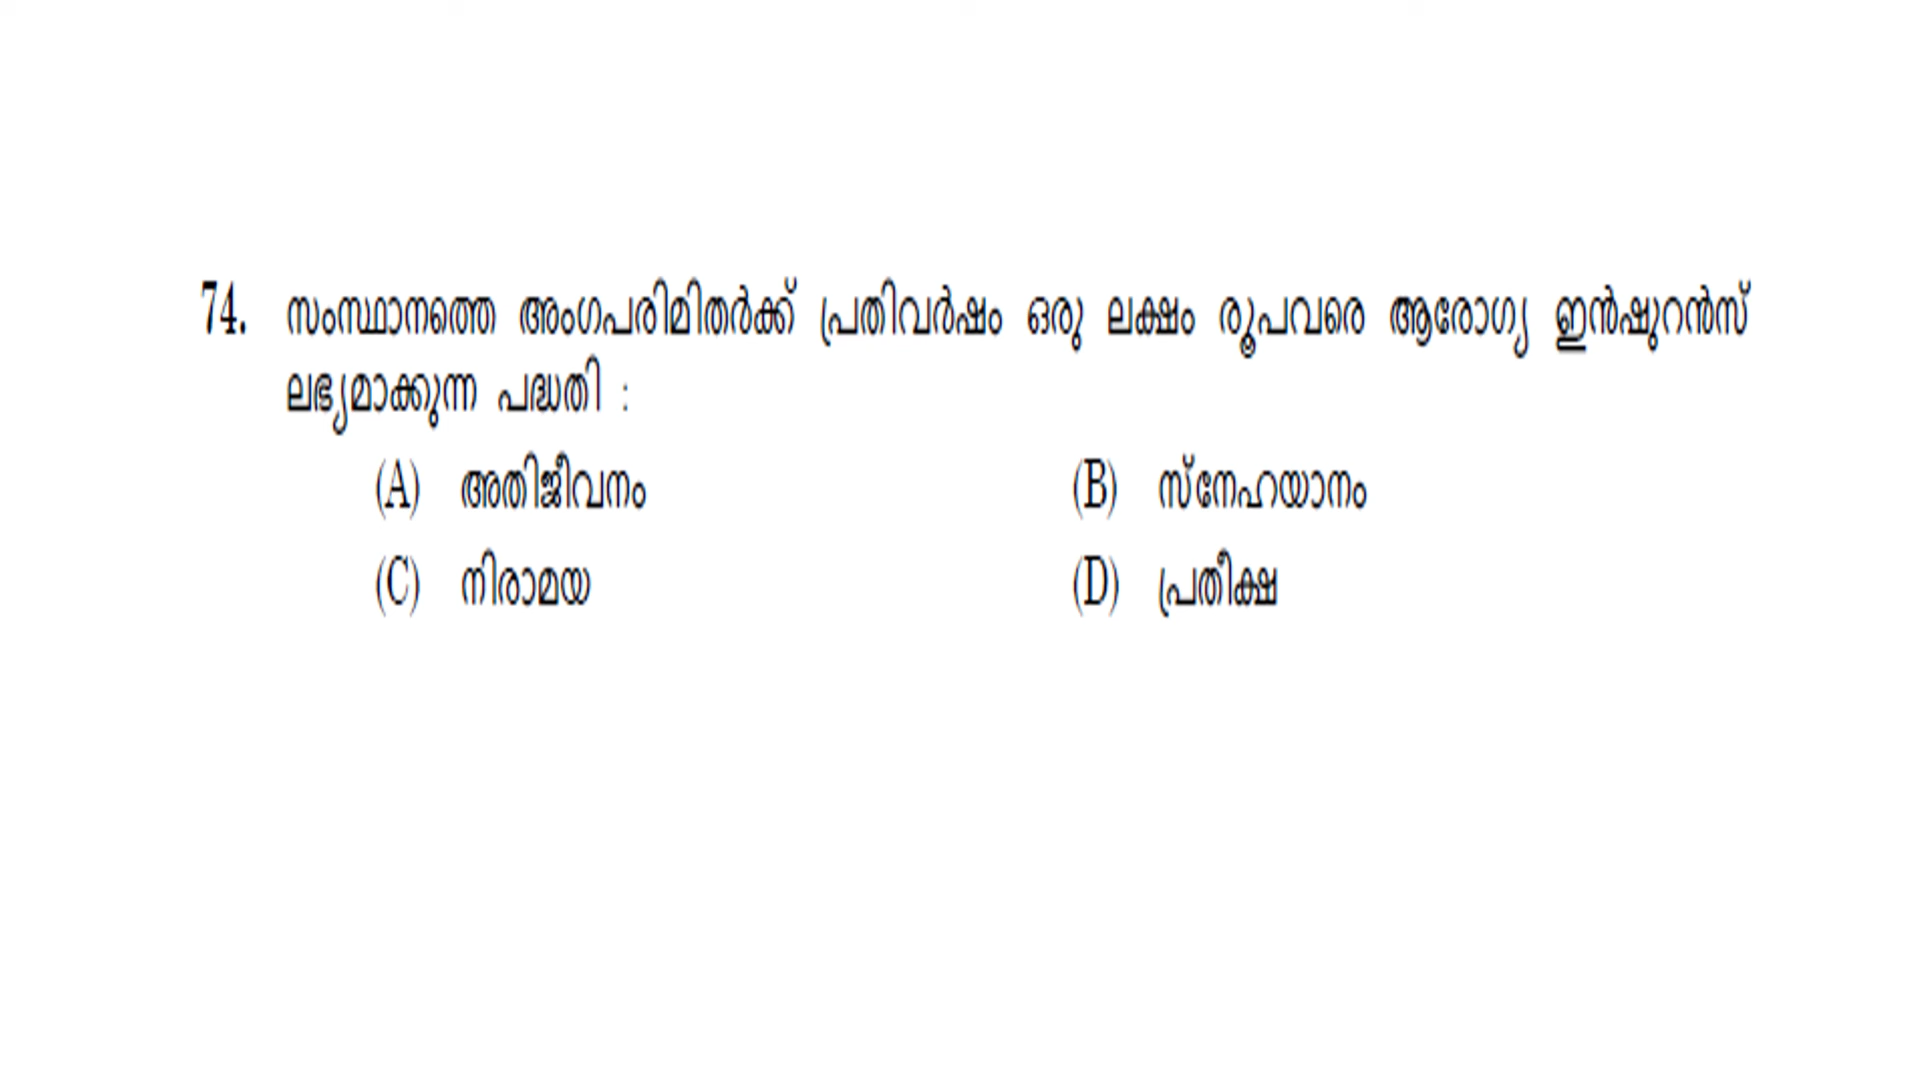 74. സംസ്ഥാനത്തെ അംഗപരിമിതർക്ക് പ്രതിവർഷം ഒരു ലക്ഷം രൂപവരെ ആരോഗ്യ ഇൻഷുറൻസ്
ലഭ്യമാക്കുന്ന പദ്ധതി :
(A) അതിജീവനം (B) സ്നേഹയാനം
(C) നിരാമയ (D) പ്രതീക്ഷ